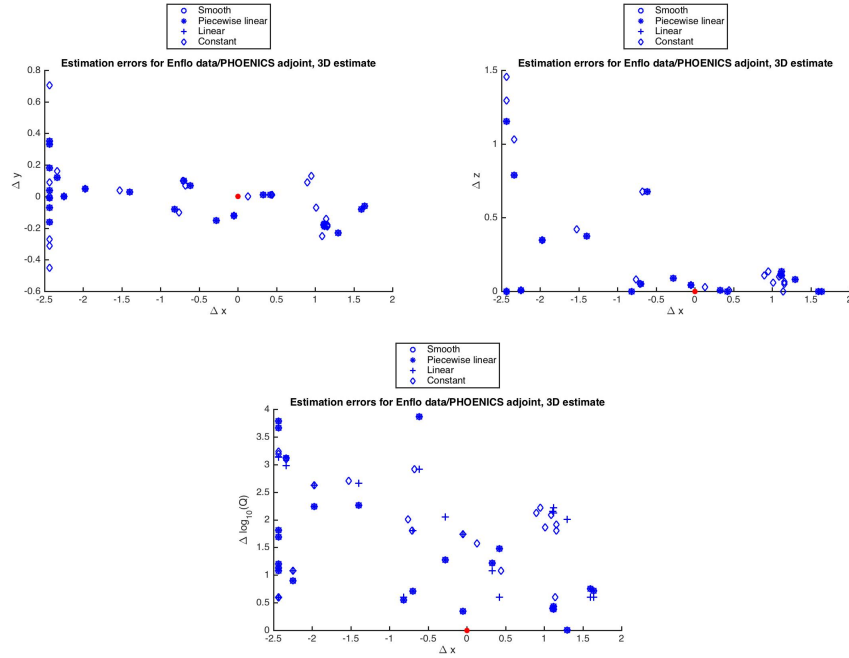 Smooth
Piecewise linear
Linear
Constant
Estimation errors for Enflo data/PHOENICS adjoint, 3D estimate
0.8
0.6
0.4
0.2
0
-0.2
-0.4
-0.6
Δ y
-2.5 -2 -1.5 -1 -0.5 0 0.5 1 1.5 2
Δ x
Smooth
Piecewise linear
Linear
Constant
Estimation errors for Enflo data/PHOENICS adjoint, 3D estimate
1.5
1
0.5
0
Δ z
-2.5 -2 -1.5 -1 -0.5 0 0.5 1 1.5 2
Δ x
Smooth
Piecewise linear
Linear
Constant
Estimation errors for Enflo data/PHOENICS adjoint, 3D estimate
4
3.5
3
2.5
2
1.5
1
0.5
0
Δ log10(Q)
-2.5 -2 -1.5 -1 -0.5 0 0.5 1 1.5 2
Δ x